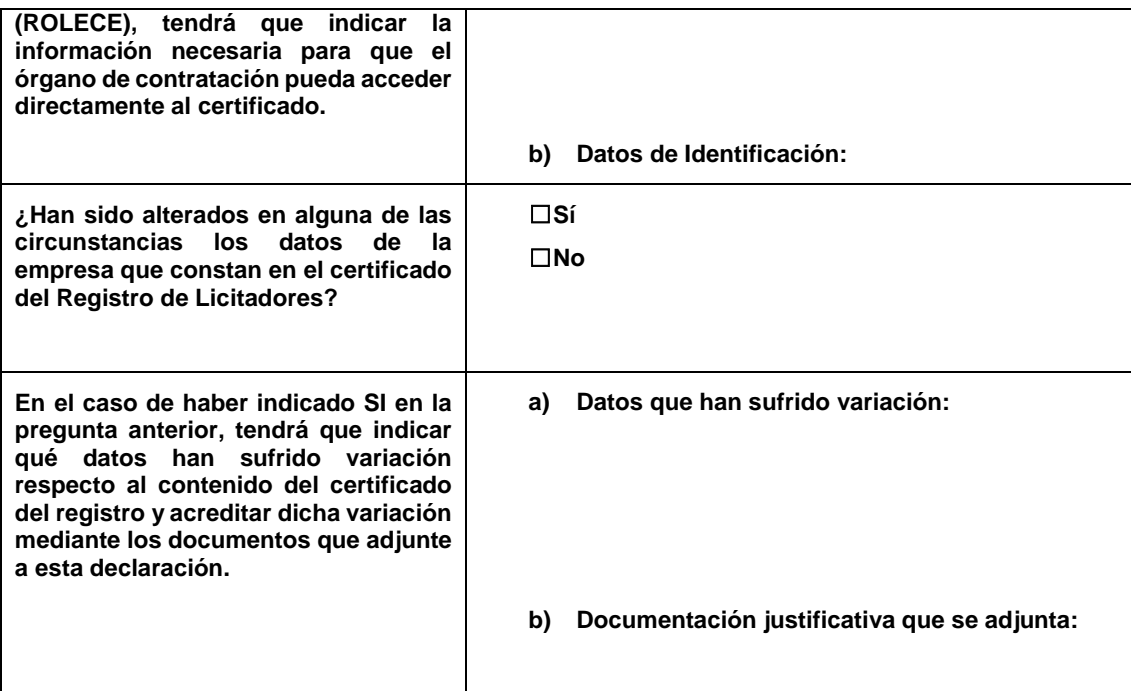 (ROLECE), tendrá que indicar la
información necesaria para que el
órgano de contratación pueda acceder
directamente al certificado.
b) Datos de Identificación:
¿Han sido alterados en alguna de las
circunstancias los datos de la
empresa que constan en el certificado
del Registro de Licitadores?
☐Sí
☐No
En el caso de haber indicado SI en la
pregunta anterior, tendrá que indicar
qué datos han sufrido variación
respecto al contenido del certificado
del registro y acreditar dicha variación
mediante los documentos que adjunte
a esta declaración.
a) Datos que han sufrido variación:
b) Documentación justificativa que se adjunta: